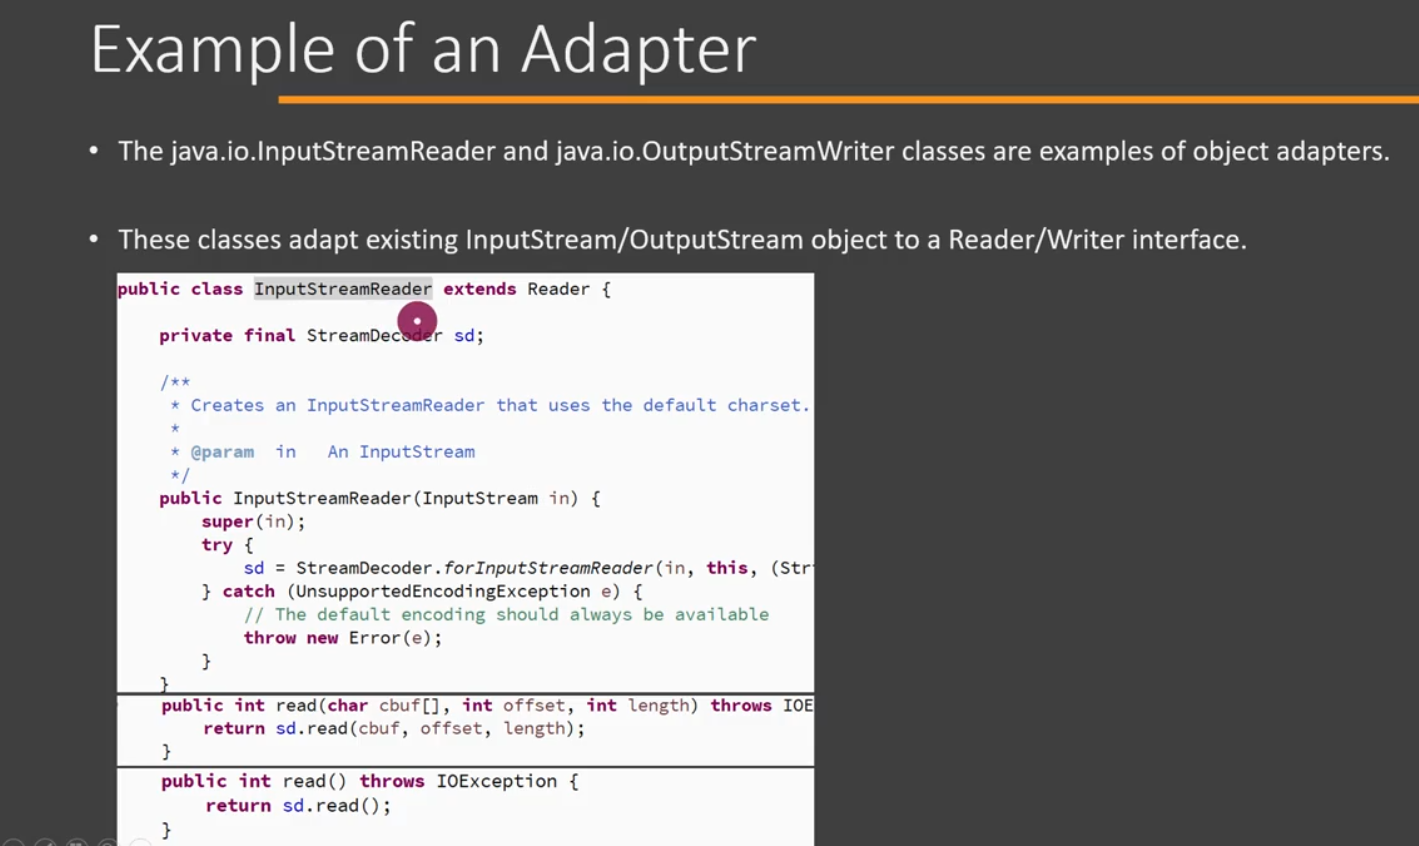 Example of an Adapter
• The java.io.InputStreamReader and java.io.OutputStreamWriter classes are examples of object adapters.
• These classes adapt existing InputStream/OutputStream object to a Reader/Writer interface.
public class InputStreamReader extends Reader {
private final StreamDecoder sd;
/**
* Creates an InputStreamReader that uses the default charset.
*
* @param in An InputStream
*/
public InputStreamReader(InputStream in) {
super(in);
try {
sd = StreamDecoder.forInputStreamReader(in, this, (Str
} catch (UnsupportedEncodingException e) {
// The default encoding should always be available
throw new Error(e);
}
}
public int read(char cbuf[], int offset, int length) throws IOE
return sd.read(cbuf, offset, length);
}
public int read() throws IOException {
return sd.read();
}